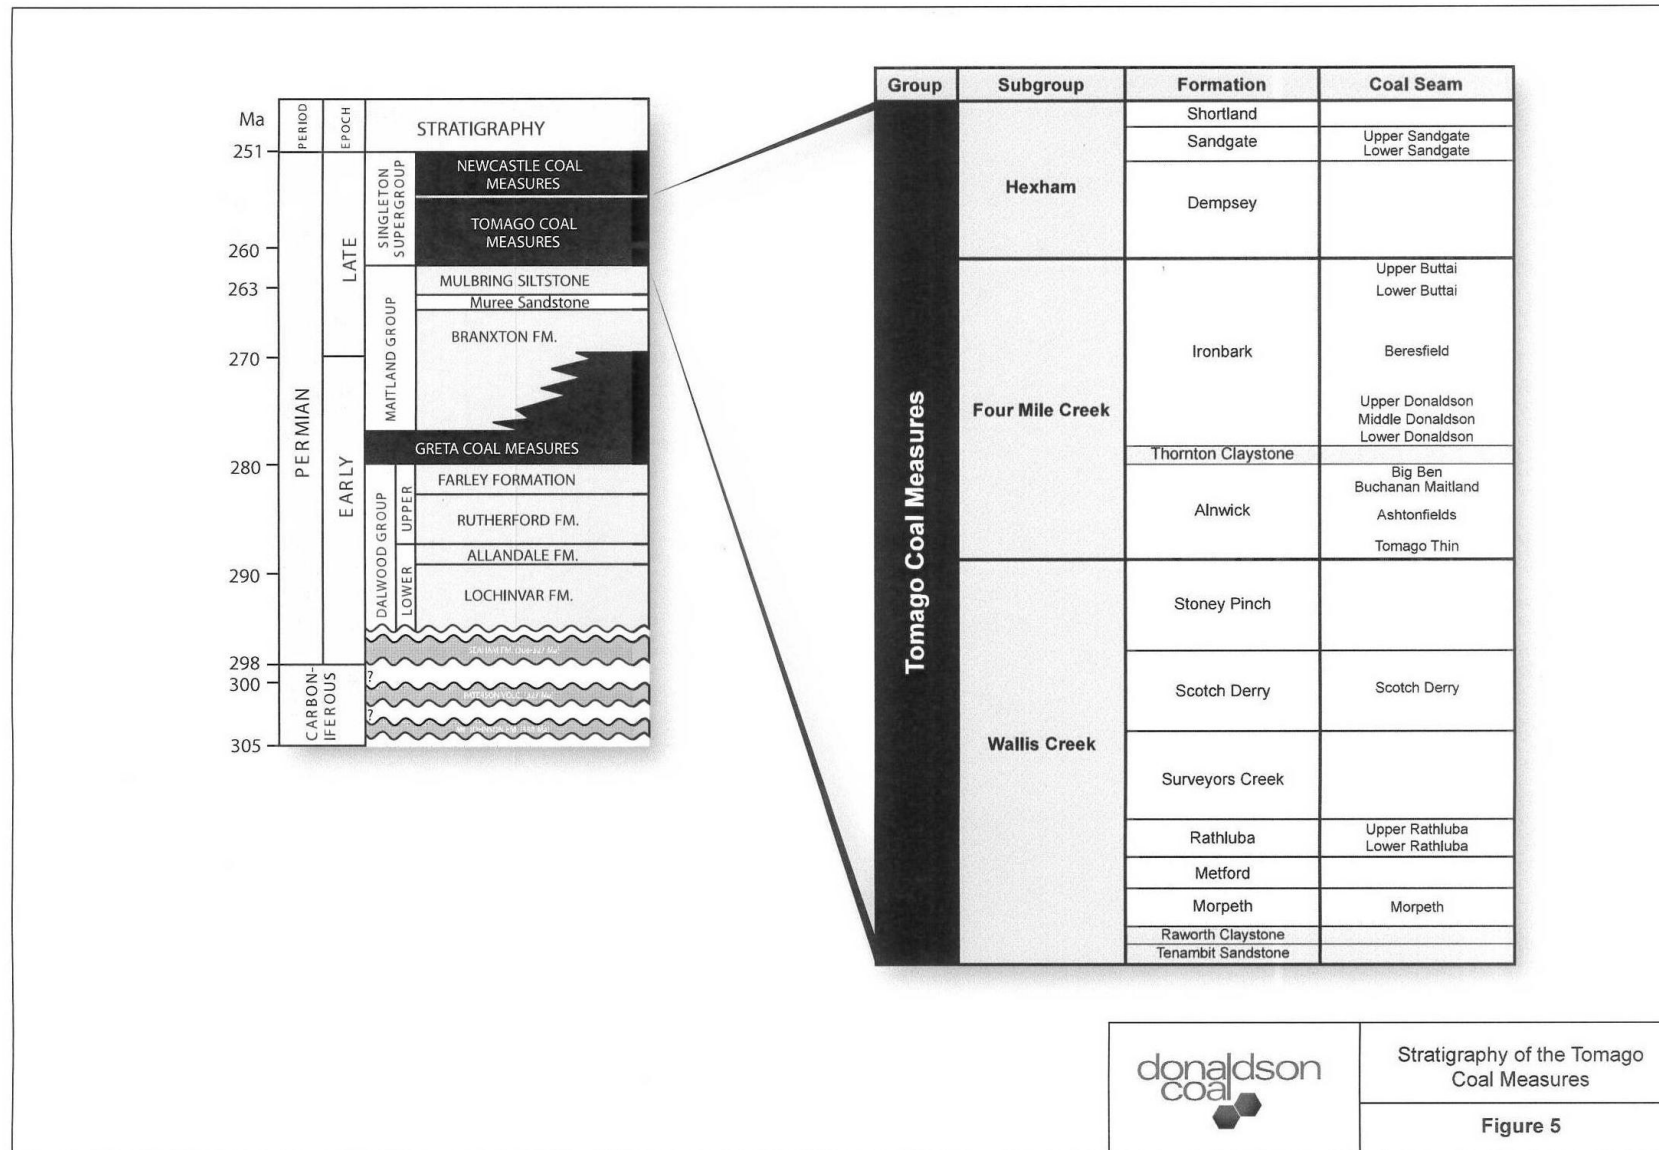 Ma
PERIOD
EPOCH
STRATIGRAPHY
251
260
263
270
280
290
298
300
305
PERMIAN
CARBON-
IFEROUS
LATE
EARLY
SINGLETON
SUPERGROUP
MAITLAND GROUP
DALWOOD GROUP
UPPER
LOWER
NEWCASTLE COAL
MEASURES
TOMAGO COAL
MEASURES
MULBRING SILTSTONE
Muree Sandstone
BRANXTON FM.
GRETA COAL MEASURES
FARLEY FORMATION
RUTHERFORD FM.
ALLANDALE FM.
LOCHINVAR FM.
?
?
Group
Subgroup
Formation
Coal Seam
Tomago Coal Measures
Hexham
Shortland
Sandgate
Upper Sandgate
Lower Sandgate
Dempsey
Four Mile Creek
Ironbark
Upper Buttai
Lower Buttai
Beresfield
Upper Donaldson
Middle Donaldson
Lower Donaldson
Thornton Claystone
Alnwick
Big Ben
Buchanan Maitland
Ashtonfields
Tomago Thin
Wallis Creek
Stoney Pinch
Scotch Derry
Scotch Derry
Surveyors Creek
Rathluba
Upper Rathluba
Lower Rathluba
Metford
Morpeth
Morpeth
Raworth Claystone
Tenambit Sandstone
donaldson
coal
Stratigraphy of the Tomago
Coal Measures
Figure 5